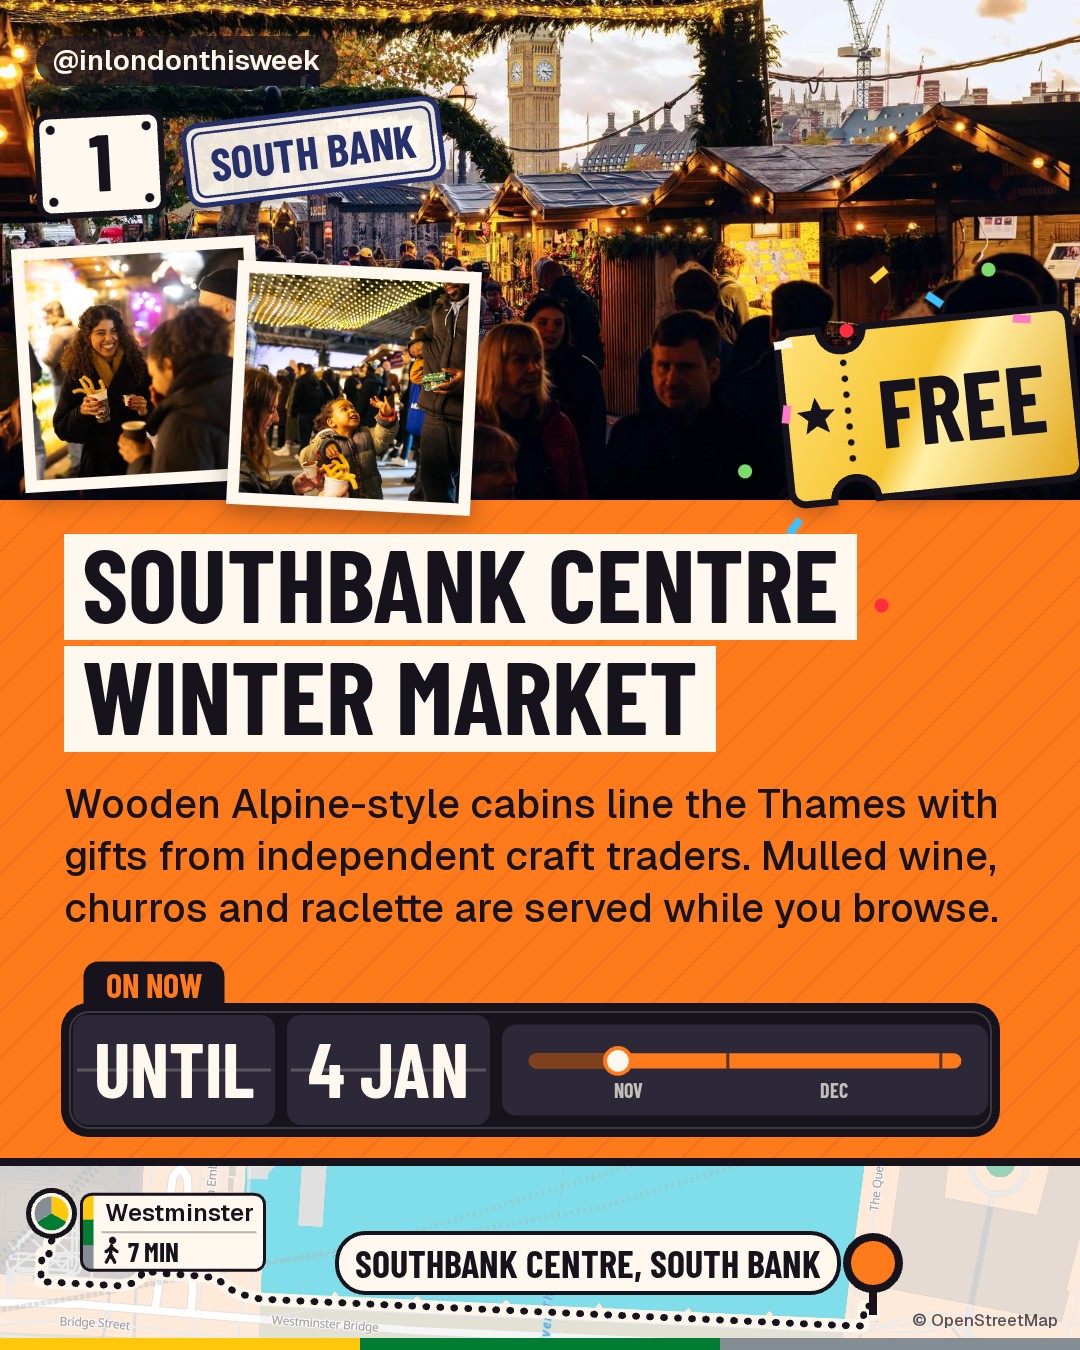 @inlondonthisweek
1
SOUTH BANK
FREE
SOUTHBANK CENTRE
WINTER MARKET
Wooden Alpine-style cabins line the Thames with
gifts from independent craft traders. Mulled wine,
churros and raclette are served while you browse.
ON NOW
UNTIL
4 JAN
NOV
DEC
Westminster
7 MIN
SOUTHBANK CENTRE, SOUTH BANK
Bridge Street
Westminster Bridge
The Que
© OpenStreetMap